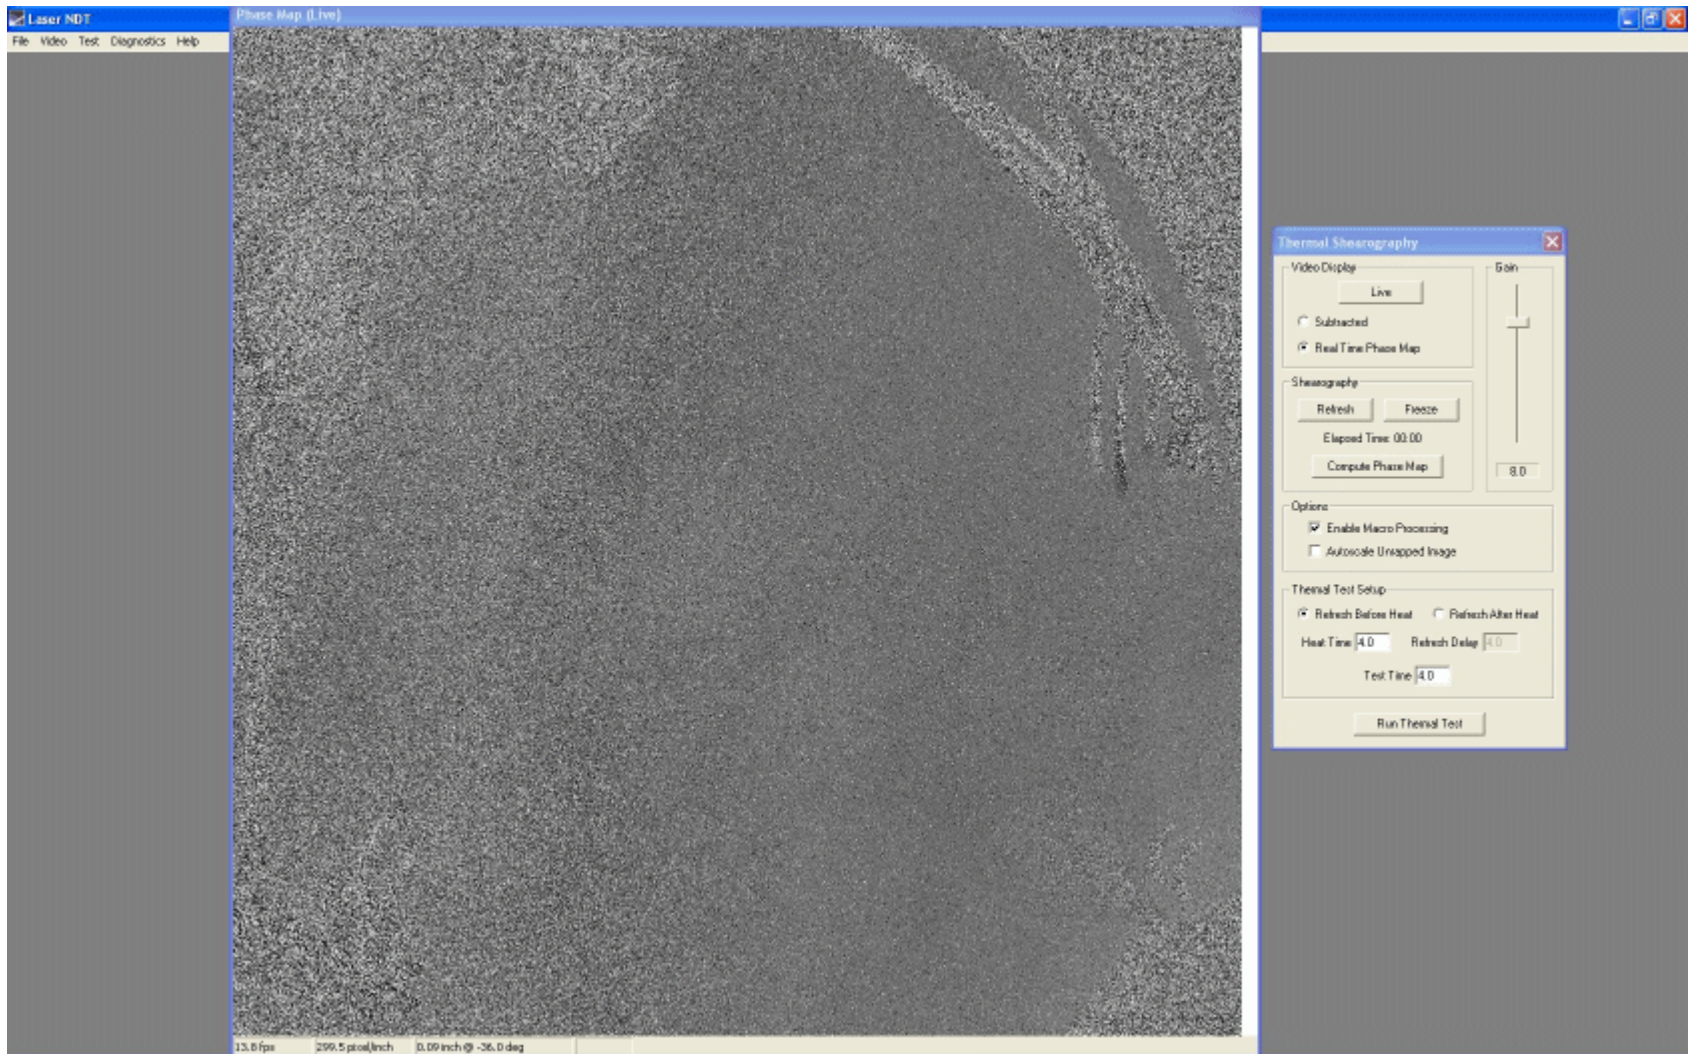 Laser NDT
File Video Test Diagnostics Help
Phase Map (Live)
Thermal Shearography
Video Display
Live
Subtracted
Real Time Phase Map
Gain
8.0
Shearography
Refresh Freeze
Elapsed Time: 00:00
Compute Phase Map
Options
Enable Macro Processing
Autoscale Unrapped Image
Thermal Test Setup
Refresh Before Heat Refresh After Heat
Heat Time 4.0 Refresh Delay 4.0
Test Time 4.0
Run Thermal Test
13.8 fps 299.5 pixel/inch 0.09 inch @ -36.0 deg